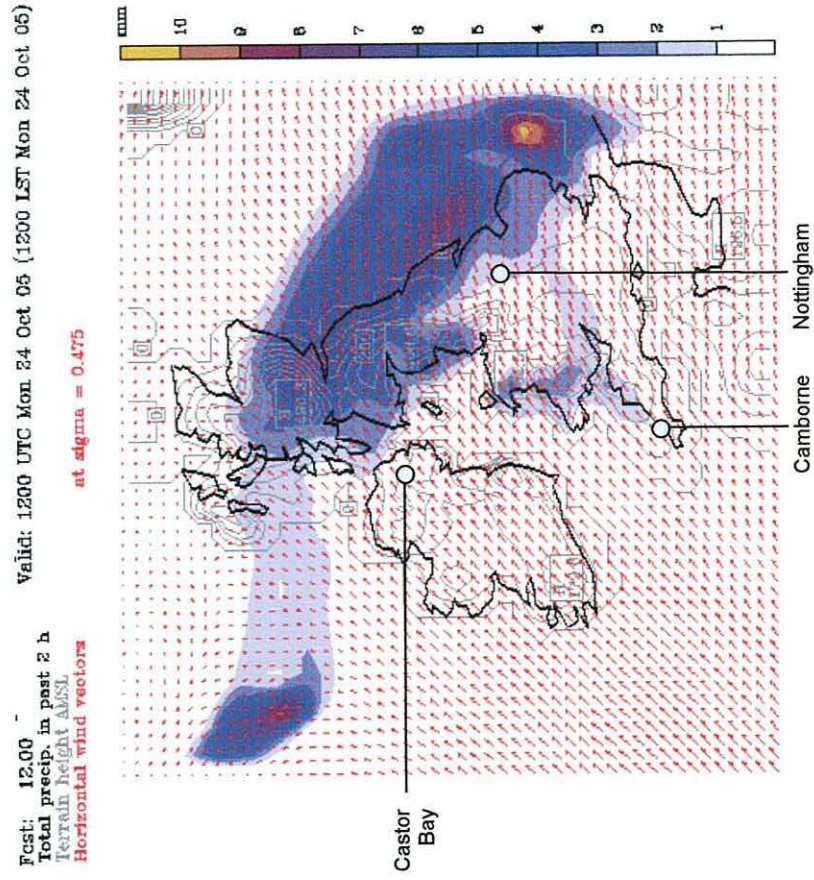 Fcst: 12.00
Valid: 1200 UTC Mon 24 Oct 05 (1200 LST Mon 24 Oct 05)
Total precip. in past 2 h
Terrain height AMSL
Horizontal wind vectors
at sigma = 0.475
mm
10
9
8
7
6
5
4
3
2
1
Castor
Bay
Camborne
Nottingham